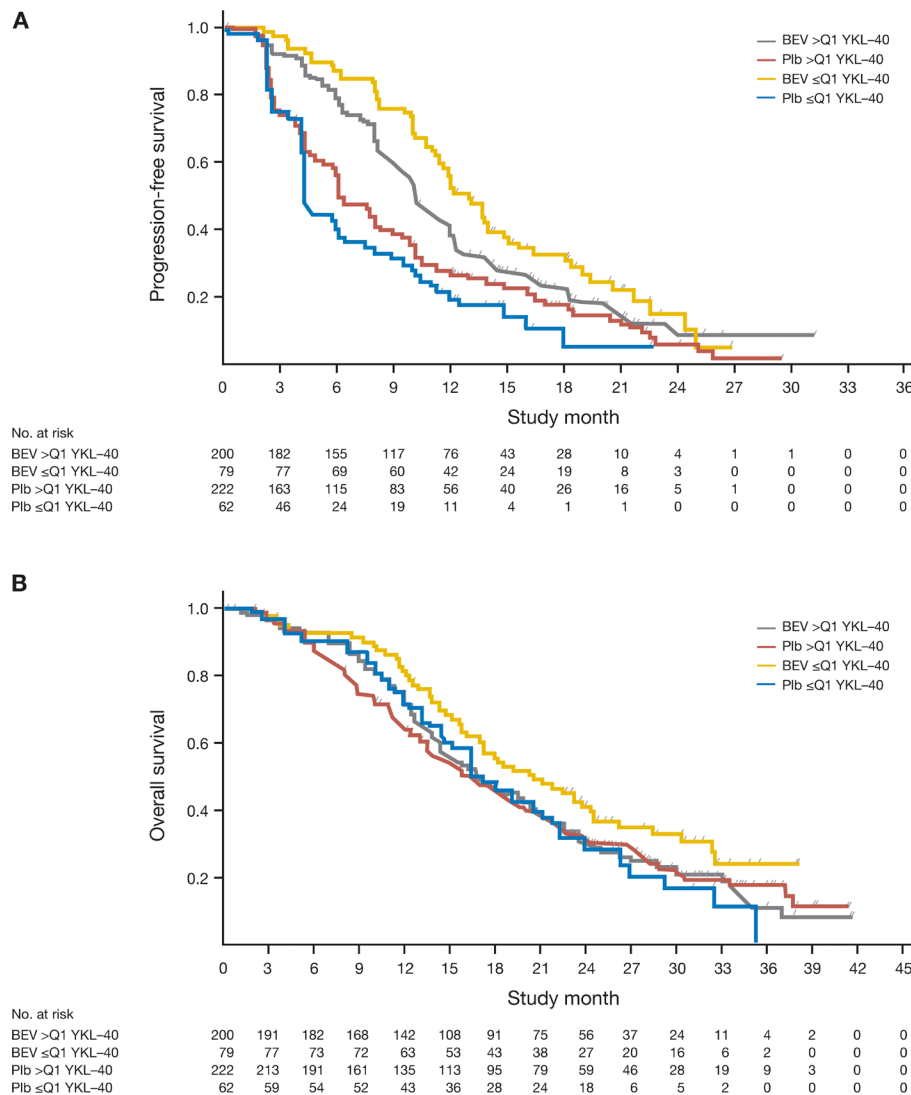 A
1.0
0.8
0.6
0.4
0.2
Progression-free survival
BEV >Q1 YKL–40
Plb >Q1 YKL–40
BEV ≤Q1 YKL–40
Plb ≤Q1 YKL–40
0 3 6 9 12 15 18 21 24 27 30 33 36
Study month
No. at risk
BEV >Q1 YKL–40 200 182 155 117 76 43 28 10 4 1 1 0 0
BEV ≤Q1 YKL–40 79 77 69 60 42 24 19 8 3 0 0 0 0
Plb >Q1 YKL–40 222 163 115 83 56 40 26 16 5 1 0 0 0
Plb ≤Q1 YKL–40 62 46 24 19 11 4 1 1 0 0 0 0 0
B
1.0
0.8
0.6
0.4
0.2
Overall survival
BEV >Q1 YKL–40
Plb >Q1 YKL–40
BEV ≤Q1 YKL–40
Plb ≤Q1 YKL–40
0 3 6 9 12 15 18 21 24 27 30 33 36 39 42 45
Study month
No. at risk
BEV >Q1 YKL–40 200 191 182 168 142 108 91 75 56 37 24 11 4 2 0 0
BEV ≤Q1 YKL–40 79 77 73 72 63 53 43 38 27 20 16 6 2 0 0 0
Plb >Q1 YKL–40 222 213 191 161 135 113 95 79 59 46 28 19 9 3 0 0
Plb ≤Q1 YKL–40 62 59 54 52 43 36 28 24 18 6 5 2 0 0 0 0